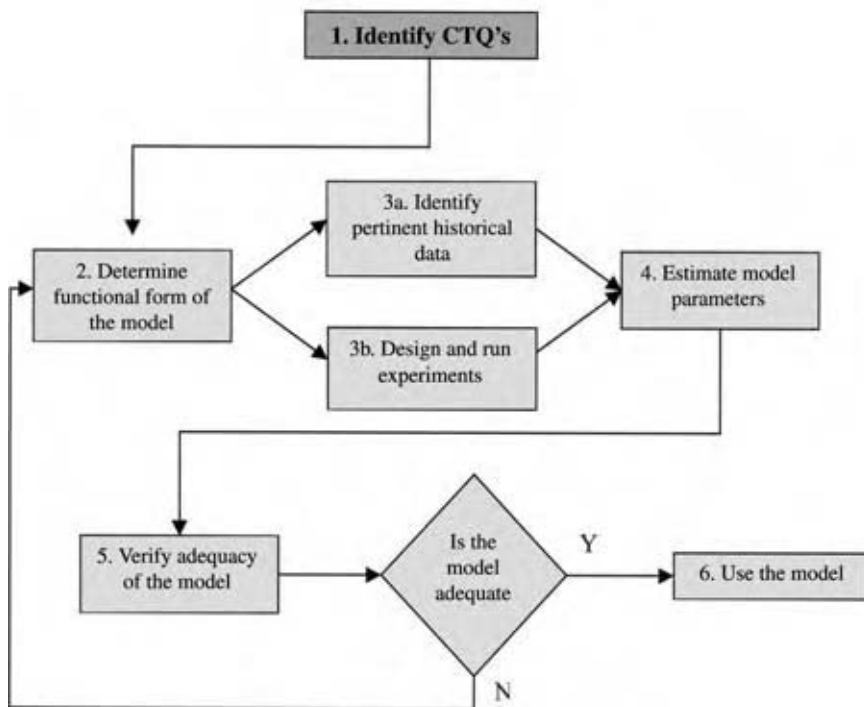 1. Identify CTQ's
3a. Identify
pertinent historical
data
2. Determine
functional form of
the model
4. Estimate model
parameters
3b. Design and run
experiments
5. Verify adequacy
of the model
Is the
model
adequate
Y
6. Use the model
N